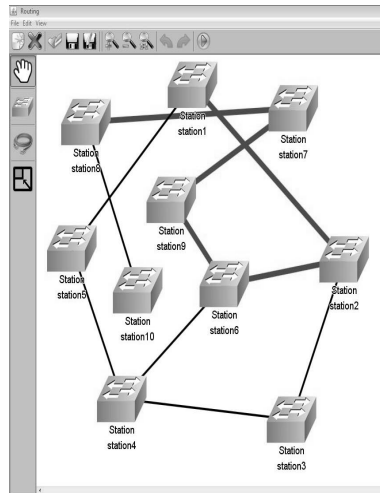 Routing
File Edit View
Station
station1
Station
station7
Station
station8
Station
station9
Station
station5
Station
station2
Station
station10
Station
station6
Station
station4
Station
station3